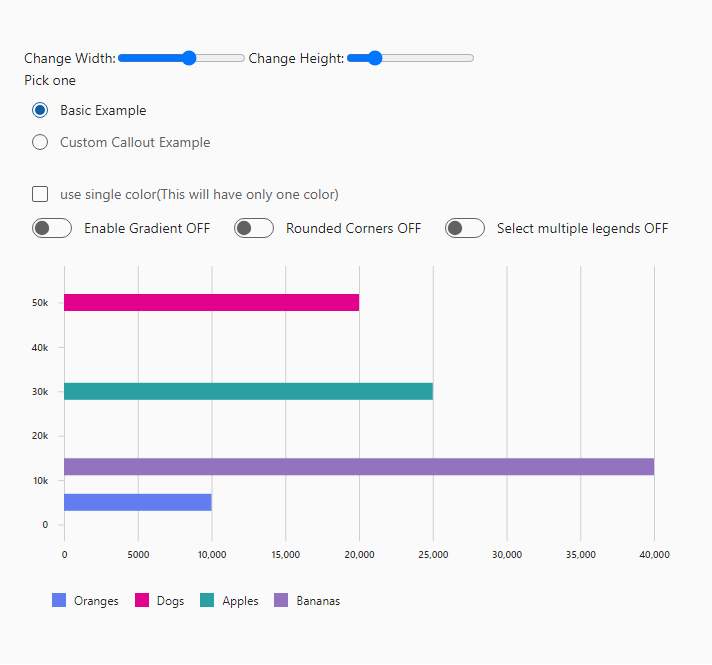 Change Width: Change Height:
Pick one
Basic Example
Custom Callout Example
use single color(This will have only one color)
Enable Gradient OFF Rounded Corners OFF Select multiple legends OFF
50k
40k
30k
20k
10k
0
0 5000 10,000 15,000 20,000 25,000 30,000 35,000 40,000
Oranges Dogs Apples Bananas